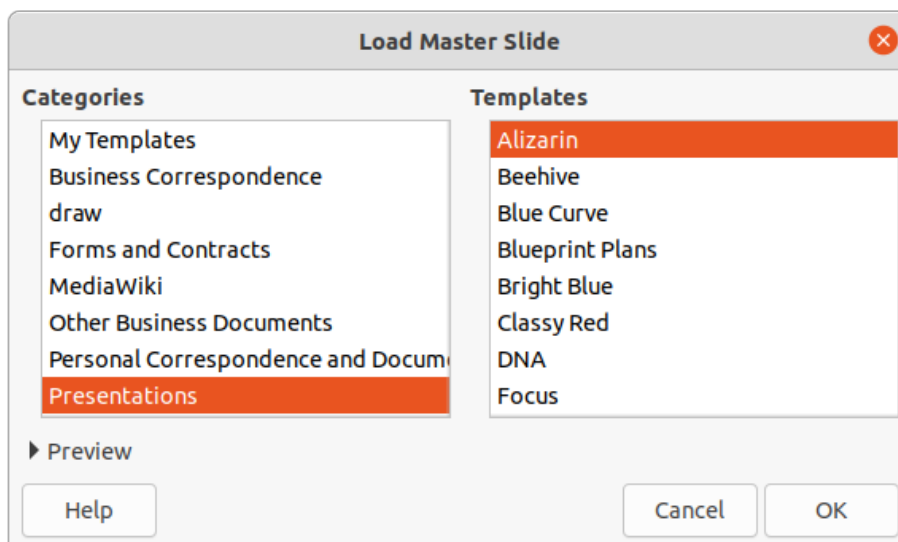 Load Master Slide
Categories
My Templates
Business Correspondence
draw
Forms and Contracts
MediaWiki
Other Business Documents
Personal Correspondence and
Presentations
Templates
Alizarin
Beehive
Blue Curve
Blueprint Plans
Bright Blue
Classy Red
DNA
Focus
Preview
Help
Cancel
OK